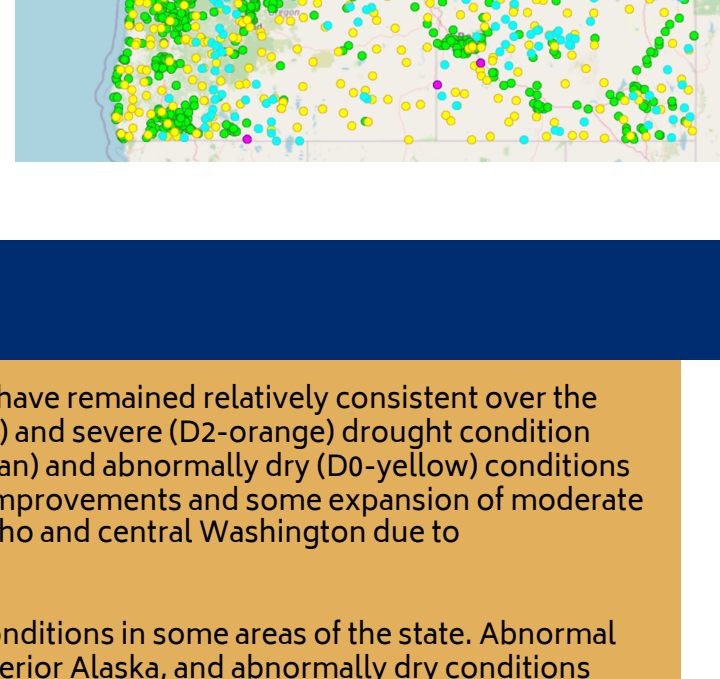 have remained relatively consistent over the
) and severe (D2-orange) drought condition
an) and abnormally dry (D0-yellow) conditions
mprovements and some expansion of moderate
ho and central Washington due to
onditions in some areas of the state. Abnormal
erior Alaska, and abnormally dry conditions